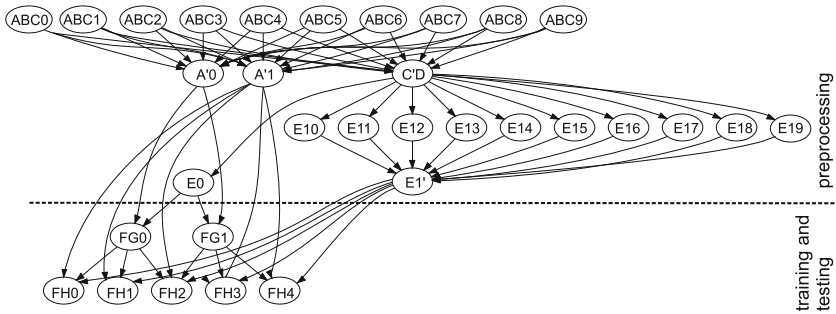 ABC0 ABC1 ABC2 ABC3 ABC4 ABC5 ABC6 ABC7 ABC8 ABC9
A'0 A'1 C'D
E10 E11 E12 E13 E14 E15 E16 E17 E18 E19
E0 E1'
FG0 FG1
FH0 FH1 FH2 FH3 FH4
preprocessing
training and
testing